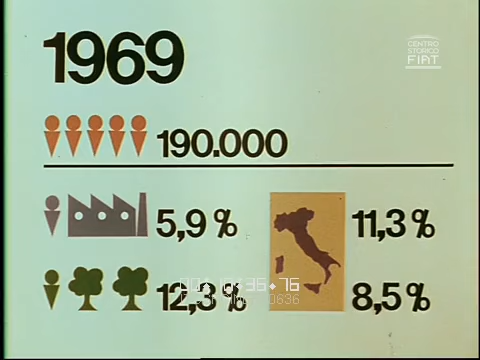 1969
CENTRO
STORICO
FIAT
190.000
5,9 %
11,3 %
12,3 %
8,5 %